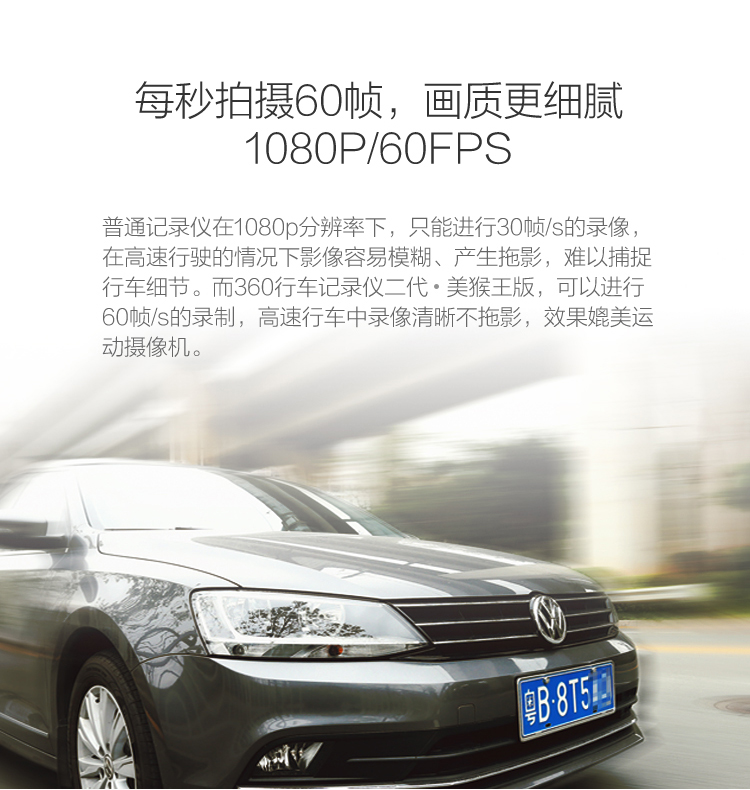 每秒拍摄60帧，画质更细腻
1080P/60FPS
普通记录仪在1080p分辨率下，只能进行30帧/s的录像，
在高速行驶的情况下影像容易模糊、产生拖影，难以捕捉
行车细节。而360行车记录仪二代•美猴王版，可以进行
60帧/s的录制，高速行车中录像清晰不拖影，效果媲美运
动摄像机。
粤B·8T5